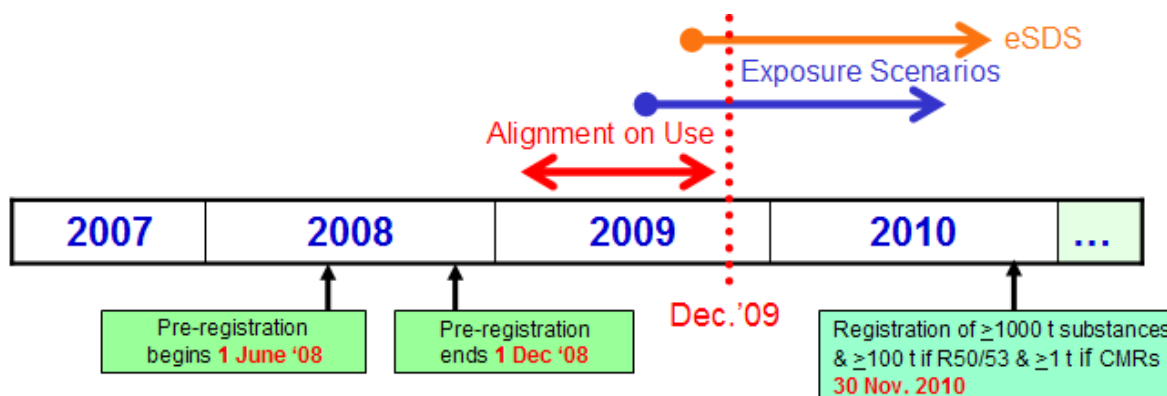 eSDS
Exposure Scenarios
Alignment on Use
2007 2008 2009 2010 ...
Pre-registration
begins 1 June ‘08
Pre-registration
ends 1 Dec ‘08
Dec.’09
Registration of ≥1000 t substances
& ≥100 t if R50/53 & ≥1 t if CMRs
30 Nov. 2010